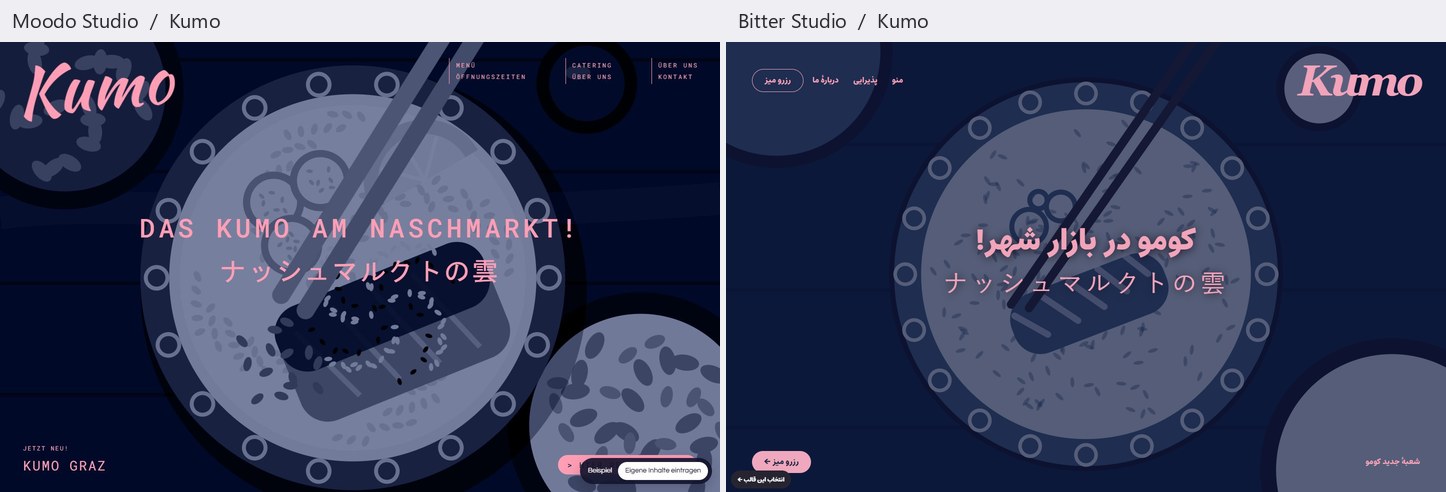 Moodo Studio / Kumo
Kumo
MENÜ
ÖFFNUNGSZEITEN
CATERING
ÜBER UNS
ÜBER UNS
KONTAKT
DAS KUMO AM NASCHMARKT!
ナッシュマルクトの雲
JETZT NEU!
KUMO GRAZ
>
Beispiel
Eigene Inhalte eintragen
Bitter Studio / Kumo
Kumo
منو
پذیرایی
دربارهٔ ما
رزرو میز
کومو در بازار شهر!
ナッシュマルクトの雲
شعبهٔ جدید کومو
رزرو میز ←
انتخاب این قالب ←